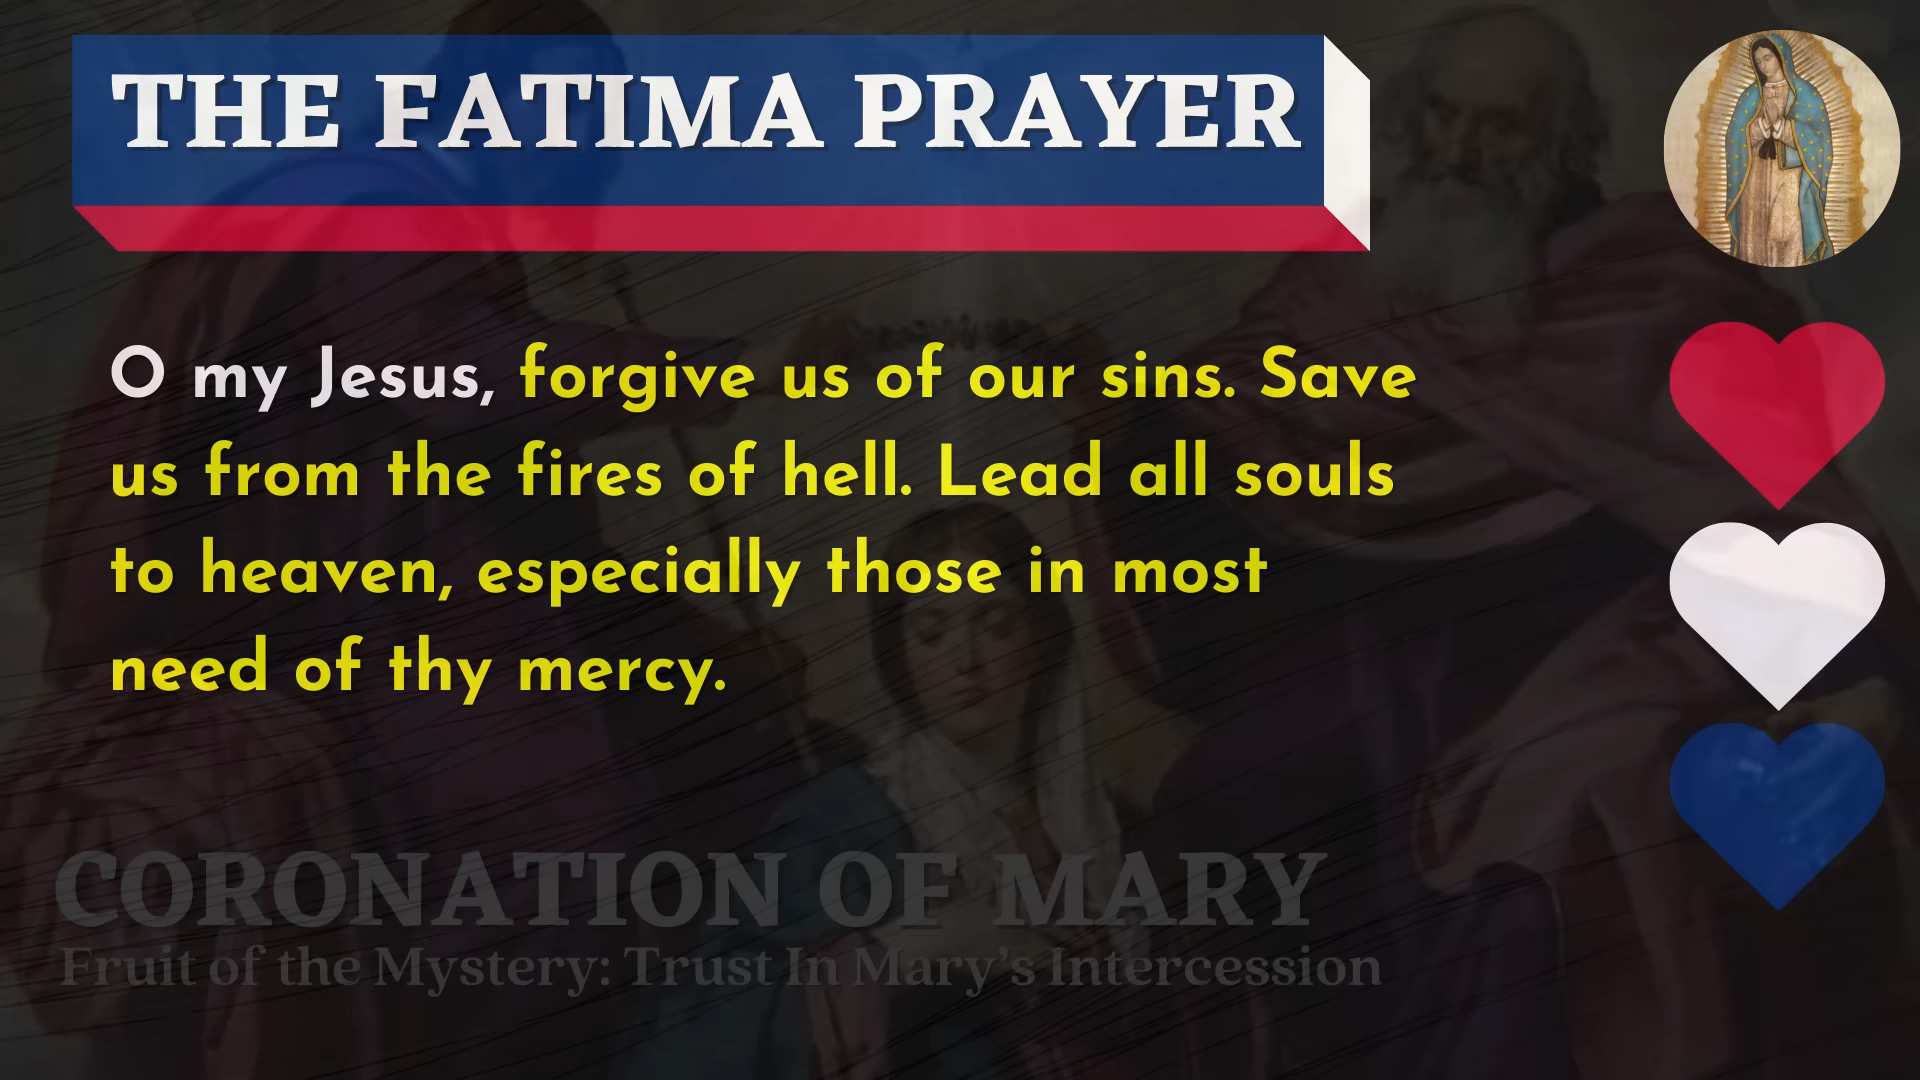 THE FATIMA PRAYER
O my Jesus, forgive us of our sins. Save
us from the fires of hell. Lead all souls
to heaven, especially those in most
need of thy mercy.
CORONATION OF MARY
Fruit of the Mystery: Trust In Mary’s Intercession